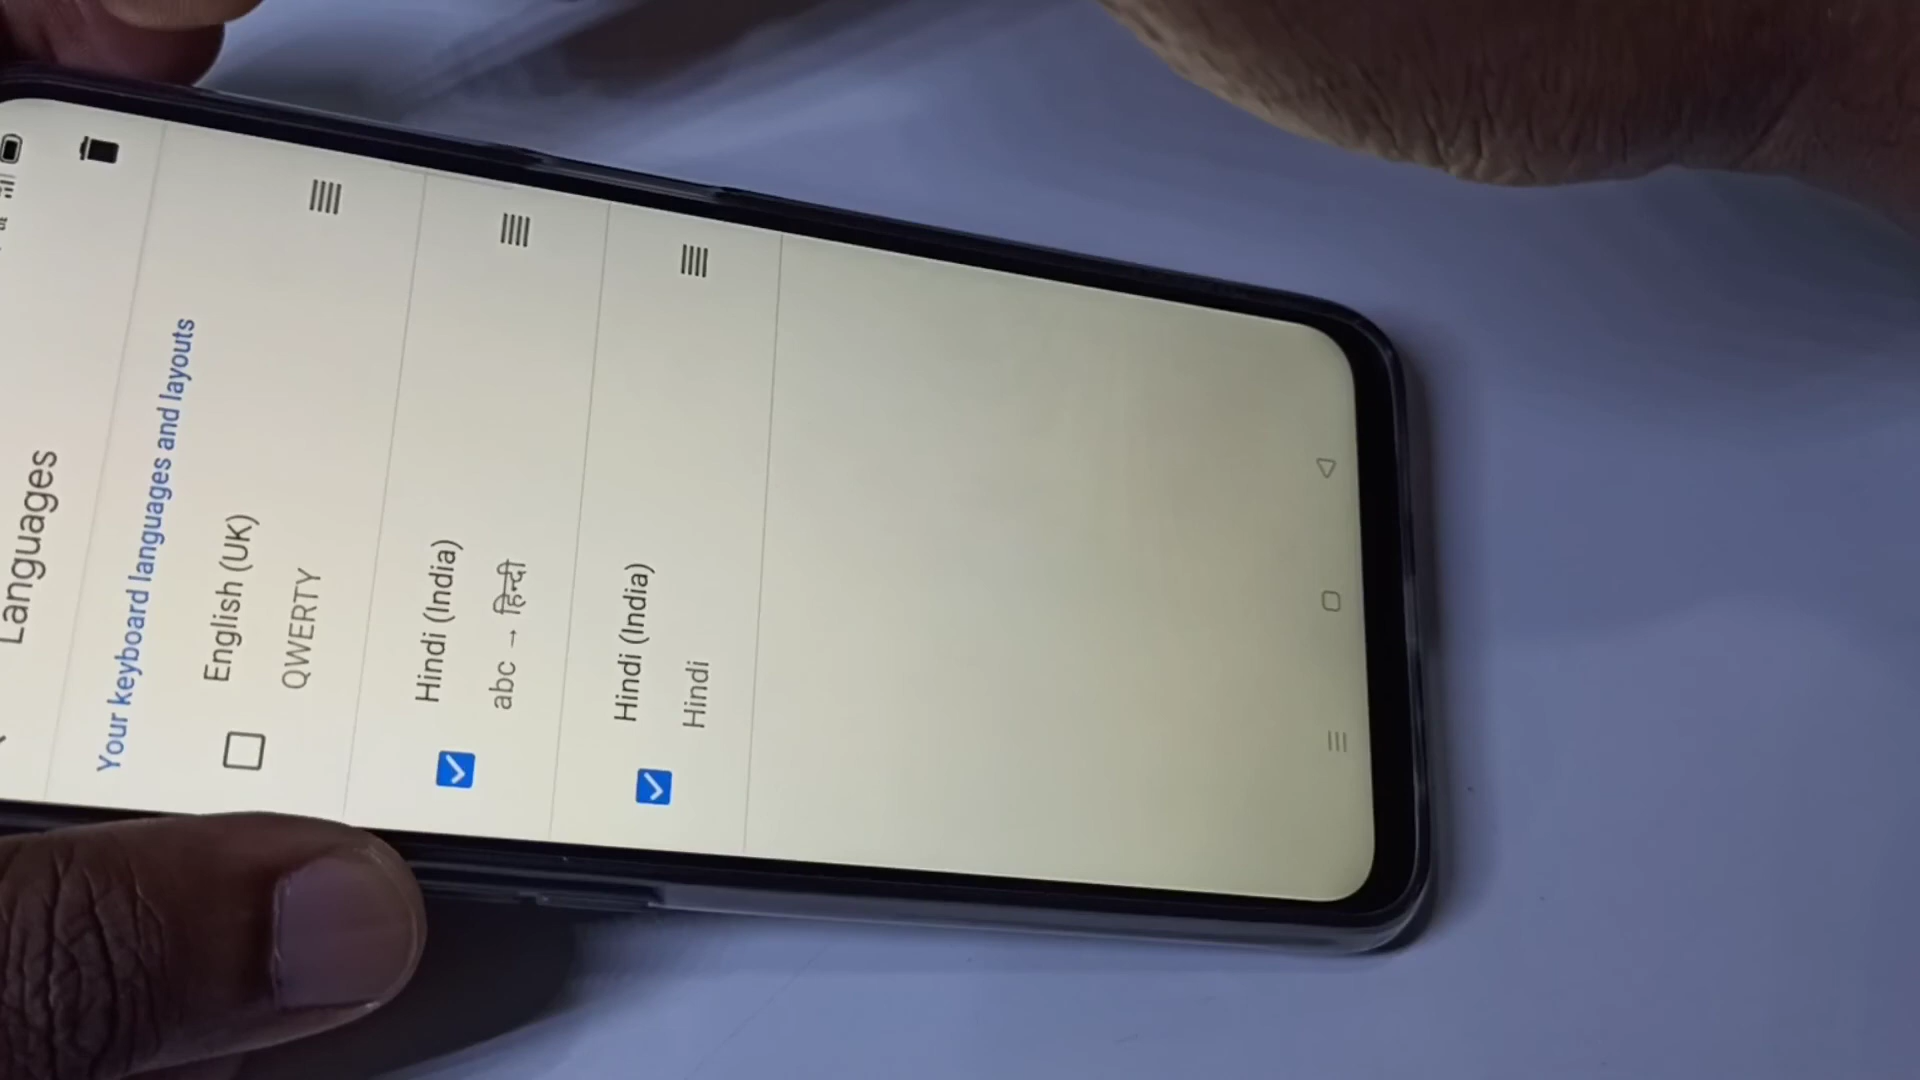 Languages
Your keyboard languages and layouts
English (UK)
QWERTY
Hindi (India)
abc → हिन्दी
Hindi (India)
Hindi